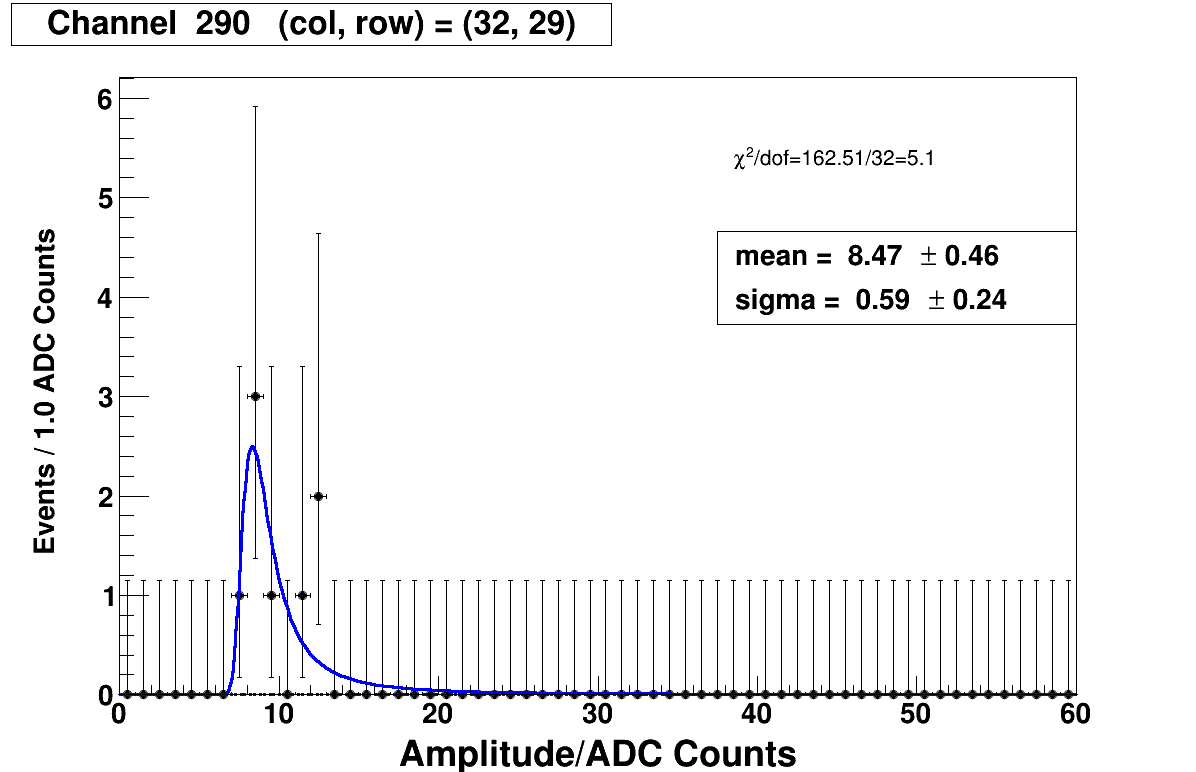 Channel 290 (col, row) = (32, 29)
6
χ²/dof=162.51/32=5.1
5
mean = 8.47 ± 0.46
sigma = 0.59 ± 0.24
4
3
2
1
0
Events / 1.0 ADC Counts
0 10 20 30 40 50 60
Amplitude/ADC Counts